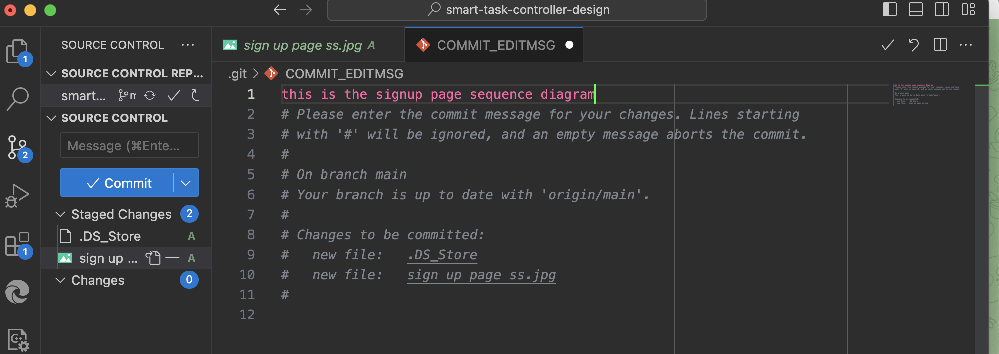 smart-task-controller-design
SOURCE CONTROL
sign up page ss.jpg A
COMMIT_EDITMSG
1
SOURCE CONTROL REP...
.git > COMMIT_EDITMSG
smart...
1 this is the signup page sequence diagram
SOURCE CONTROL
2 # Please enter the commit message for your changes. Lines starting
3 # with '#' will be ignored, and an empty message aborts the commit.
Message (⌘Ente...
4 #
2
5 # On branch main
Commit
6 # Your branch is up to date with 'origin/main'.
Staged Changes 2
7 #
.DS_Store A
8 # Changes to be committed:
1
9 #   new file:   .DS_Store
sign up ... A
10 #   new file:   sign up page ss.jpg
Changes 0
11 #
12
C++